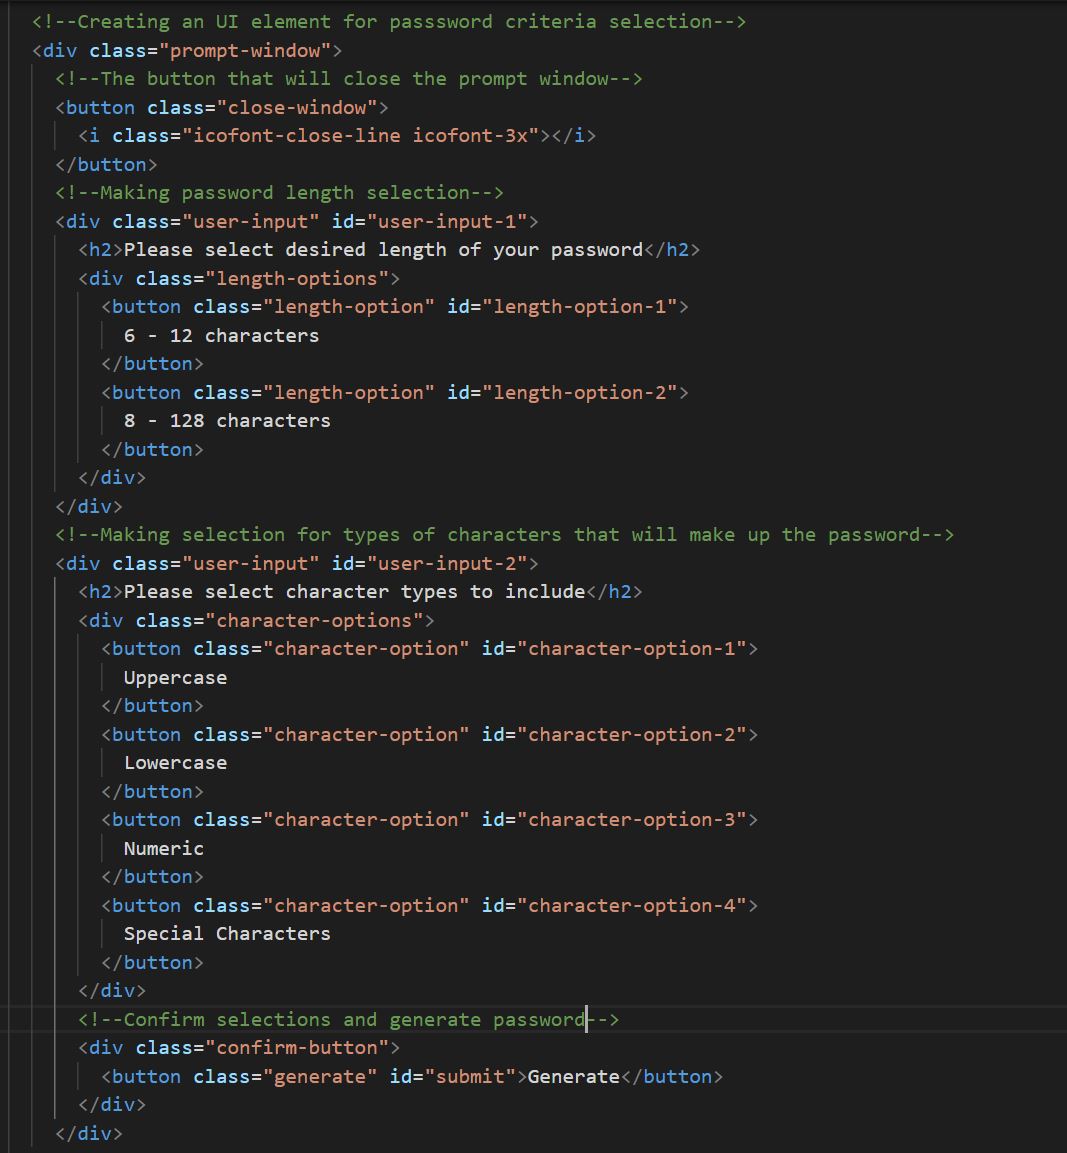 <!--Creating an UI element for passsword criteria selection-->
<div class="prompt-window">
<!--The button that will close the prompt window-->
<button class="close-window">
<i class="icofont-close-line icofont-3x"></i>
</button>
<!--Making password length selection-->
<div class="user-input" id="user-input-1">
<h2>Please select desired length of your password</h2>
<div class="length-options">
<button class="length-option" id="length-option-1">
6 - 12 characters
</button>
<button class="length-option" id="length-option-2">
8 - 128 characters
</button>
</div>
</div>
<!--Making selection for types of characters that will make up the password-->
<div class="user-input" id="user-input-2">
<h2>Please select character types to include</h2>
<div class="character-options">
<button class="character-option" id="character-option-1">
Uppercase
</button>
<button class="character-option" id="character-option-2">
Lowercase
</button>
<button class="character-option" id="character-option-3">
Numeric
</button>
<button class="character-option" id="character-option-4">
Special Characters
</button>
</div>
<!--Confirm selections and generate password-->
<div class="confirm-button">
<button class="generate" id="submit">Generate</button>
</div>
</div>